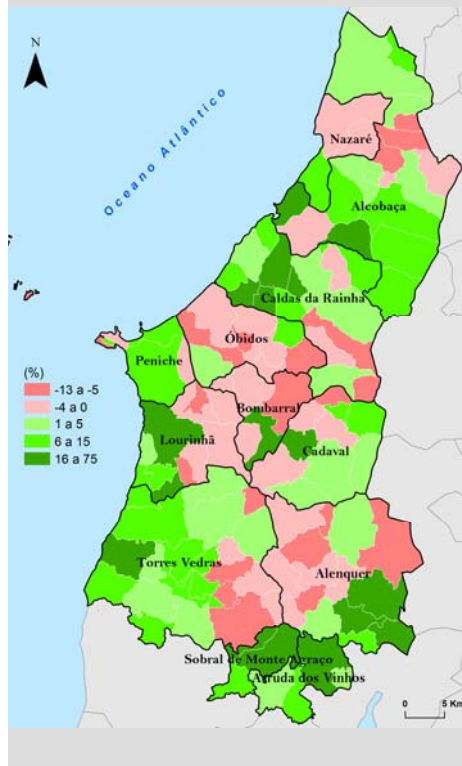 N
Oceano Atlântico
Nazaré
Alcobaça
Caldas da Rainha
Óbidos
Peniche
(%)
-13 a -5
-4 a 0
1 a 5
6 a 15
16 a 75
Bombarral
Lourinhã
Cadaval
Torres Vedras
Alenquer
Sobral de Monte Agraço
Arruda dos Vinhos
0 5 Km